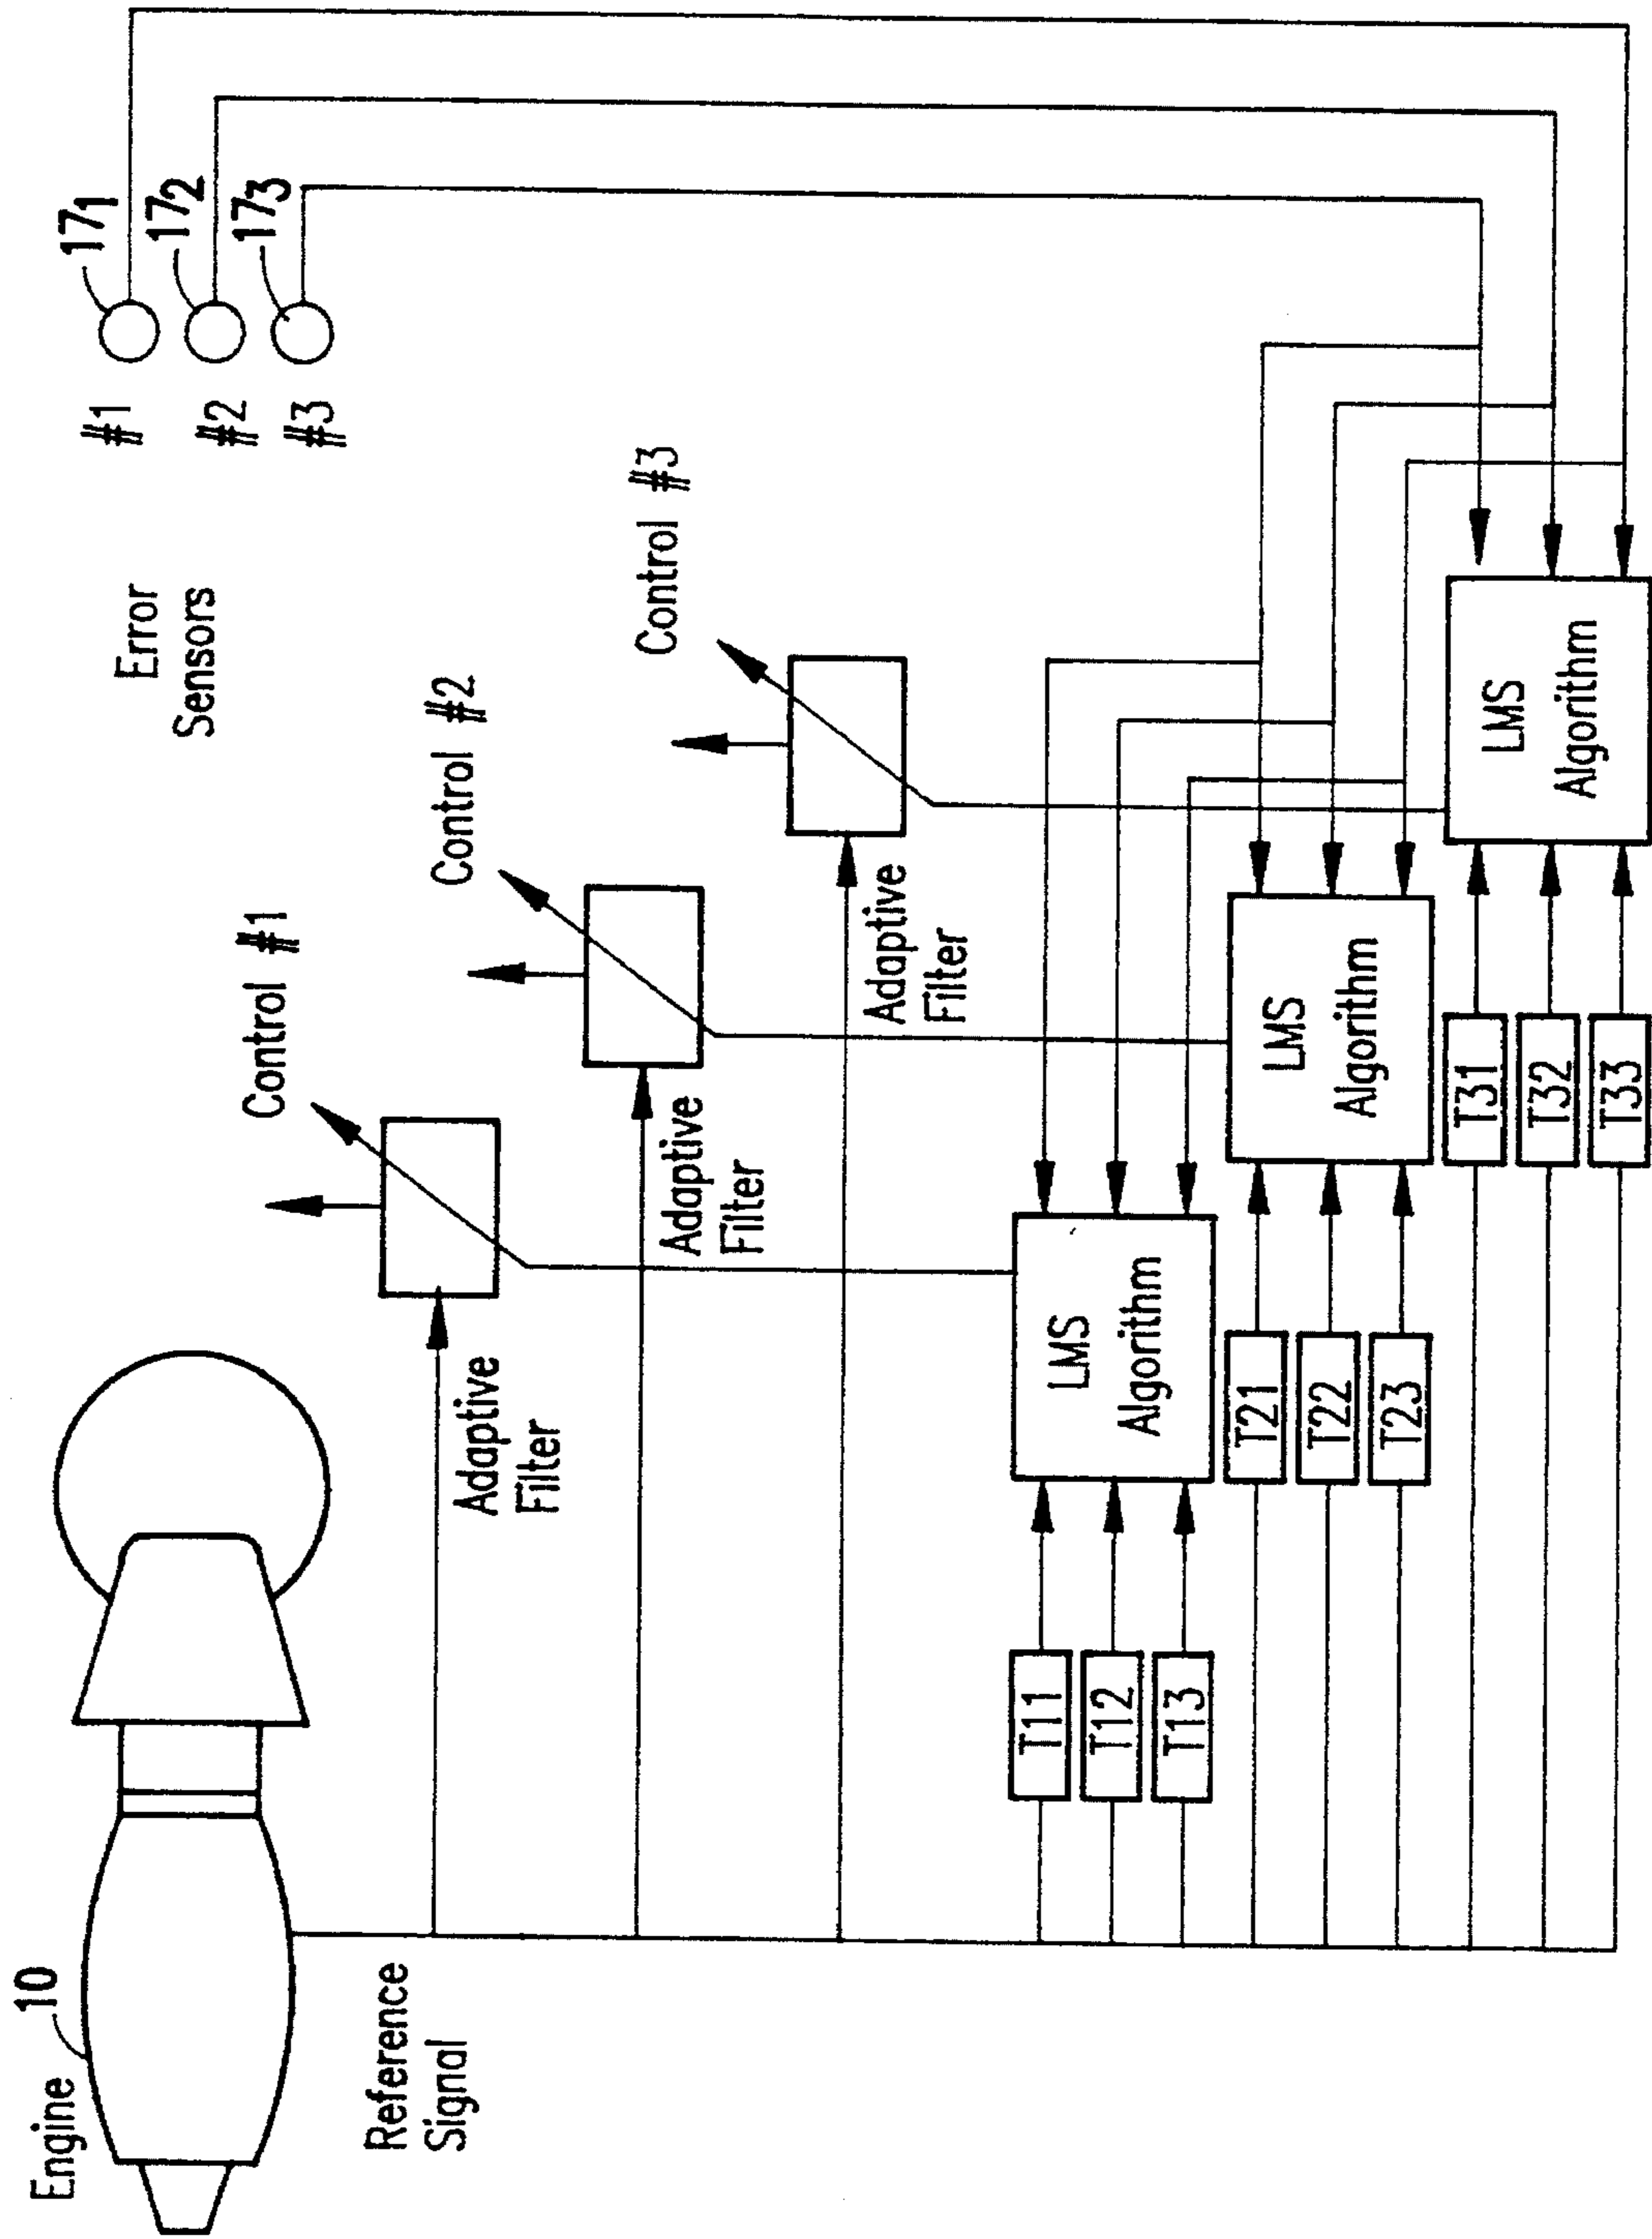 Engine
10
Reference
Signal
Error
Sensors
#1
#2
#3
17₁
17₂
17₃
Control #1
Control #2
Control #3
Adaptive
Filter
Adaptive
Filter
Adaptive
Filter
LMS
Algorithm
LMS
Algorithm
LMS
Algorithm
T11
T12
T13
T21
T22
T23
T31
T32
T33